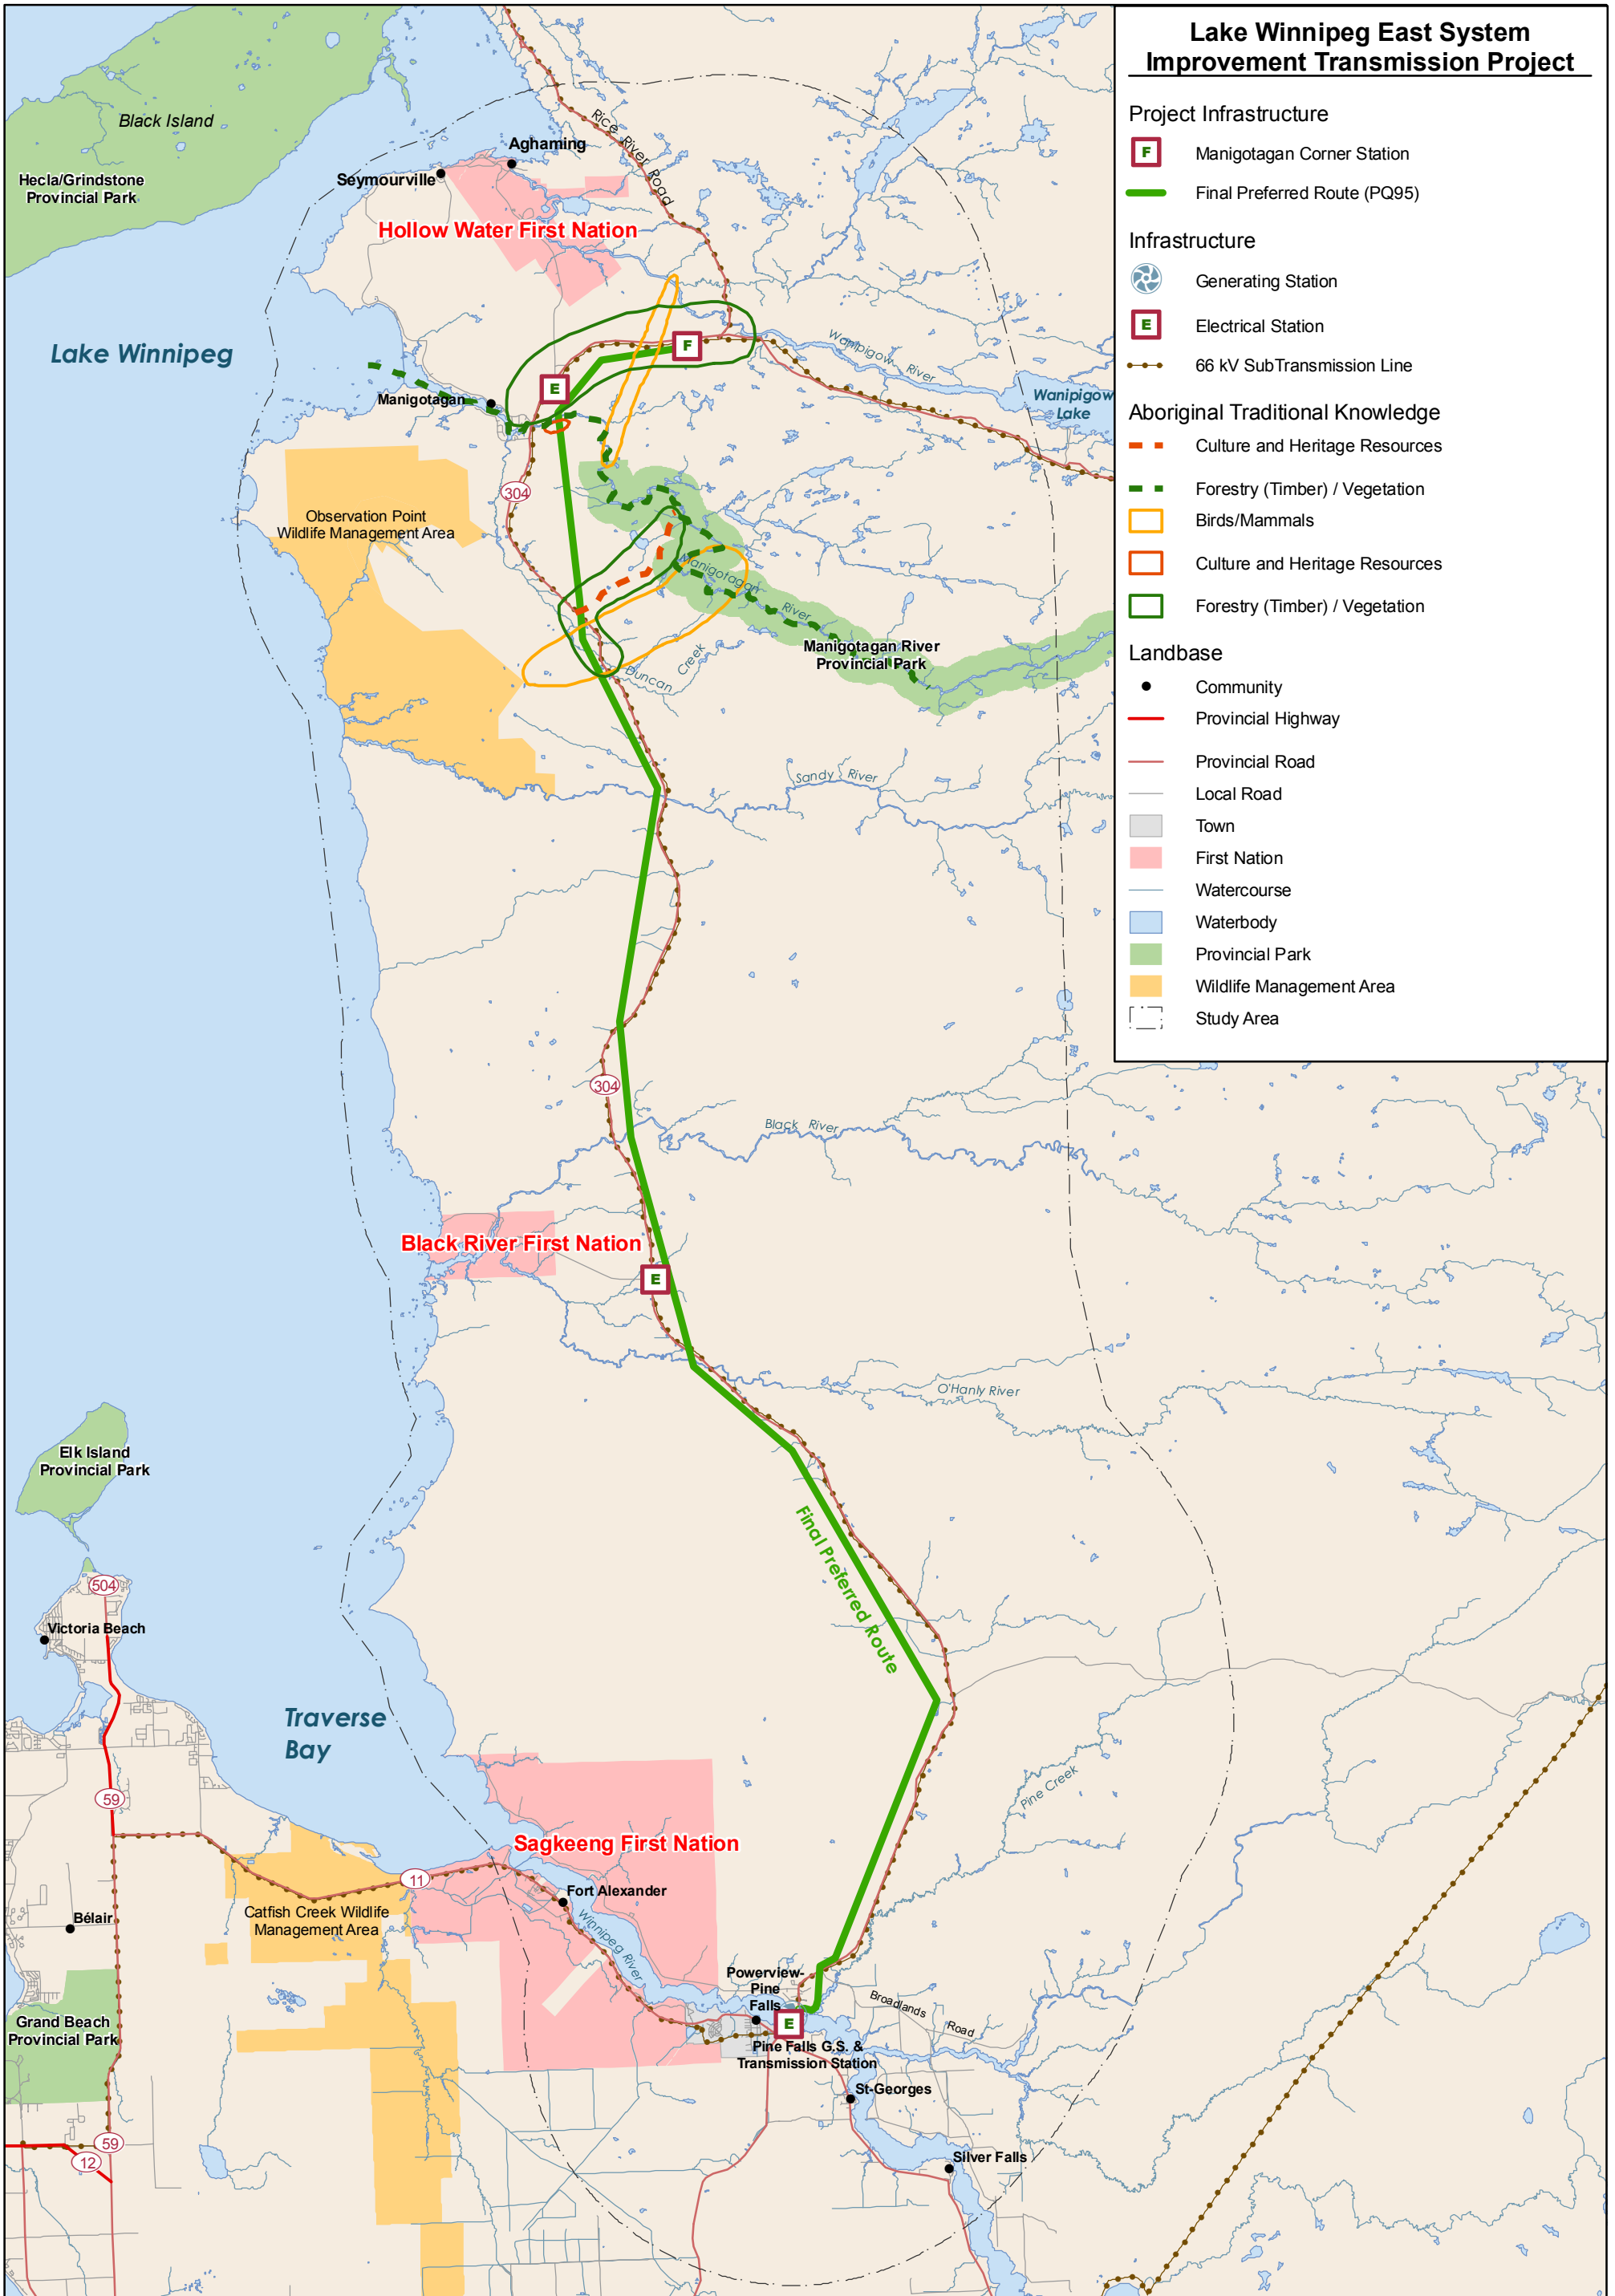 Lake Winnipeg East System
Improvement Transmission Project
Project Infrastructure
F
Manigotagan Corner Station
Final Preferred Route (PQ95)
Infrastructure
Generating Station
E
Electrical Station
66 kV SubTransmission Line
Aboriginal Traditional Knowledge
Culture and Heritage Resources
Forestry (Timber) / Vegetation
Birds/Mammals
Culture and Heritage Resources
Forestry (Timber) / Vegetation
Landbase
Community
Provincial Highway
Provincial Road
Local Road
Town
First Nation
Watercourse
Waterbody
Provincial Park
Wildlife Management Area
Study Area
Black Island
Hecla/Grindstone
Provincial Park
Rice River Road
Aghaming
Seymourville
Hollow Water First Nation
Lake Winnipeg
F
Wanipigow River
Wanipigow
Lake
E
Manigotagan
304
Observation Point
Wildlife Management Area
Manigotagan River
Manigotagan River
Provincial Park
Duncan Creek
Sandy River
304
Black River
Black River First Nation
E
O'Hanly River
Elk Island
Provincial Park
Final Preferred Route
504
Victoria Beach
Traverse
Bay
59
Pine Creek
Sagkeeng First Nation
11
Fort Alexander
Catfish Creek Wildlife
Management Area
Bélair
Winnipeg River
Powerview-
Pine
Falls
Broadlands Road
Grand Beach
Provincial Park
E
Pine Falls G.S. &
Transmission Station
St-Georges
59
12
Silver Falls